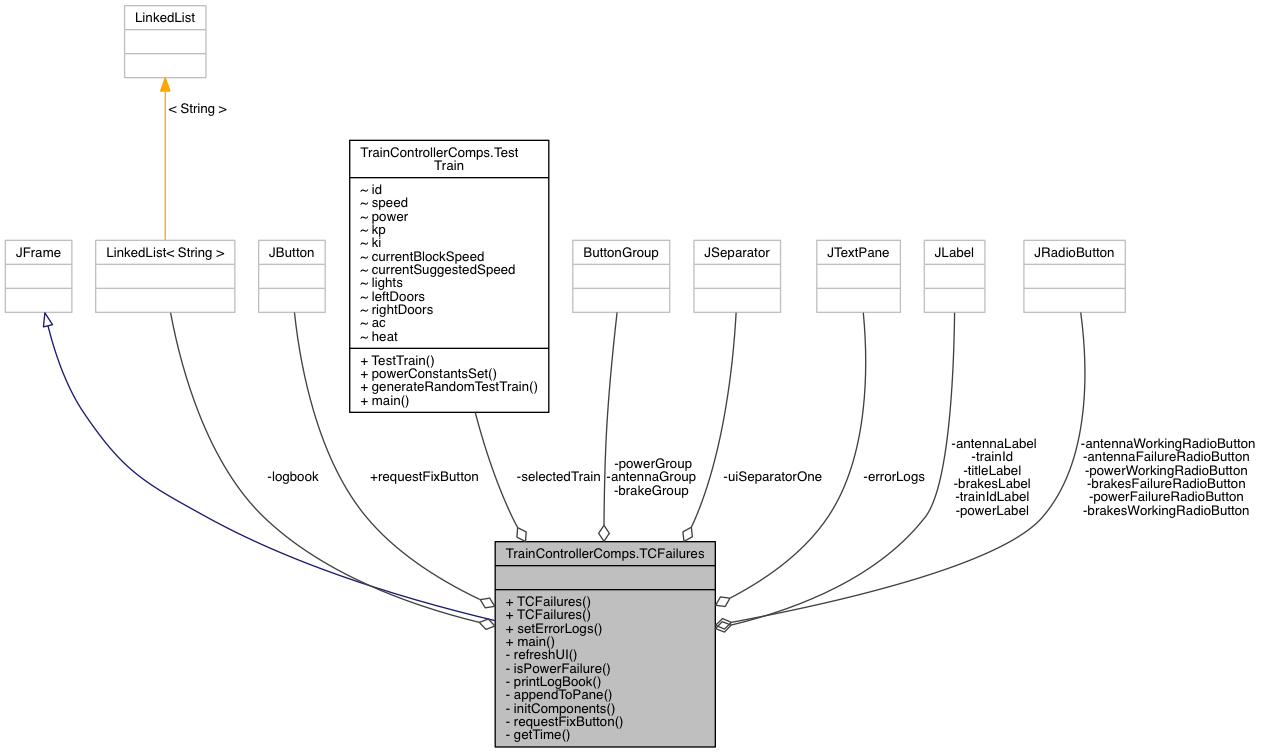 LinkedList
< String >
TrainControllerComps.Test
Train
~ id
~ speed
~ power
~ kp
~ ki
~ currentBlockSpeed
~ currentSuggestedSpeed
~ lights
~ leftDoors
~ rightDoors
~ ac
~ heat
+ TestTrain()
+ powerConstantsSet()
+ generateRandomTestTrain()
+ main()
JFrame
LinkedList< String >
JButton
ButtonGroup
JSeparator
JTextPane
JLabel
JRadioButton
-logbook
+requestFixButton
-selectedTrain
-powerGroup
-antennaGroup
-brakeGroup
-uiSeparatorOne
-errorLogs
-antennaLabel
-trainId
-titleLabel
-brakesLabel
-trainIdLabel
-powerLabel
-antennaWorkingRadioButton
-antennaFailureRadioButton
-powerWorkingRadioButton
-brakesFailureRadioButton
-powerFailureRadioButton
-brakesWorkingRadioButton
TrainControllerComps.TCFailures
+ TCFailures()
+ TCFailures()
+ setErrorLogs()
+ main()
- refreshUI()
- isPowerFailure()
- printLogBook()
- appendToPane()
- initComponents()
- requestFixButton()
- getTime()